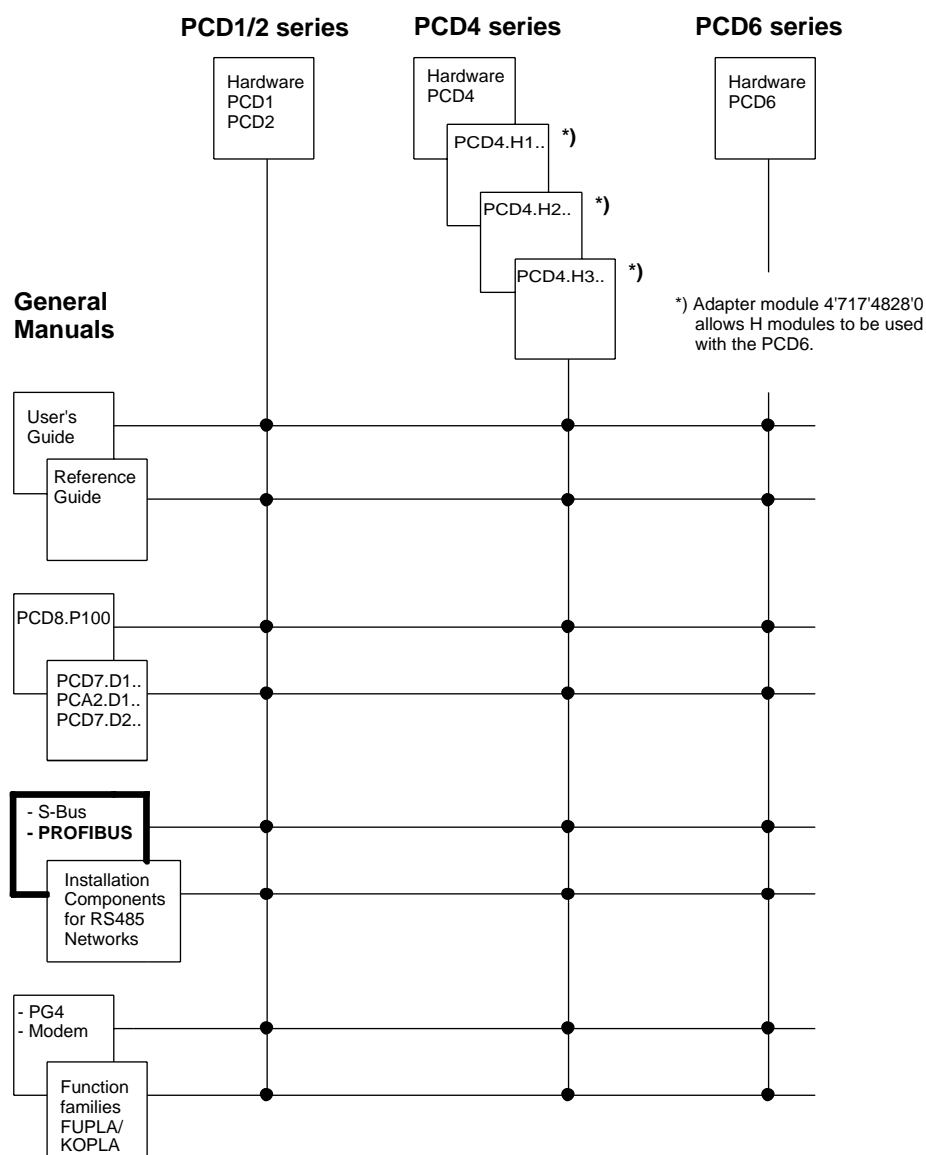 PCD1/2 series
PCD4 series
PCD6 series
Hardware
PCD1
PCD2
Hardware
PCD4
PCD4.H1..
*)
PCD4.H2..
*)
PCD4.H3..
*)
Hardware
PCD6
*) Adapter module 4'717'4828'0
allows H modules to be used
with the PCD6.
General
Manuals
User's
Guide
Reference
Guide
PCD8.P100
PCD7.D1..
PCA2.D1..
PCD7.D2..
- S-Bus
- PROFIBUS
Installation
Components
for RS485
Networks
- PG4
- Modem
Function
families
FUPLA/
KOPLA